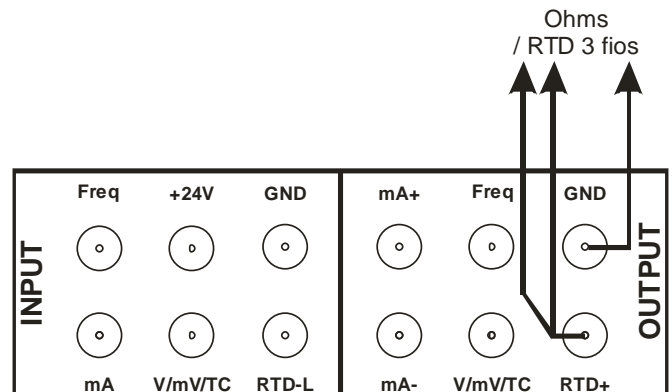 Ohms
/ RTD 3 fios
Freq +24V GND mA+ Freq GND
INPUT
OUTPUT
mA V/mV/TC RTD-L mA- V/mV/TC RTD+